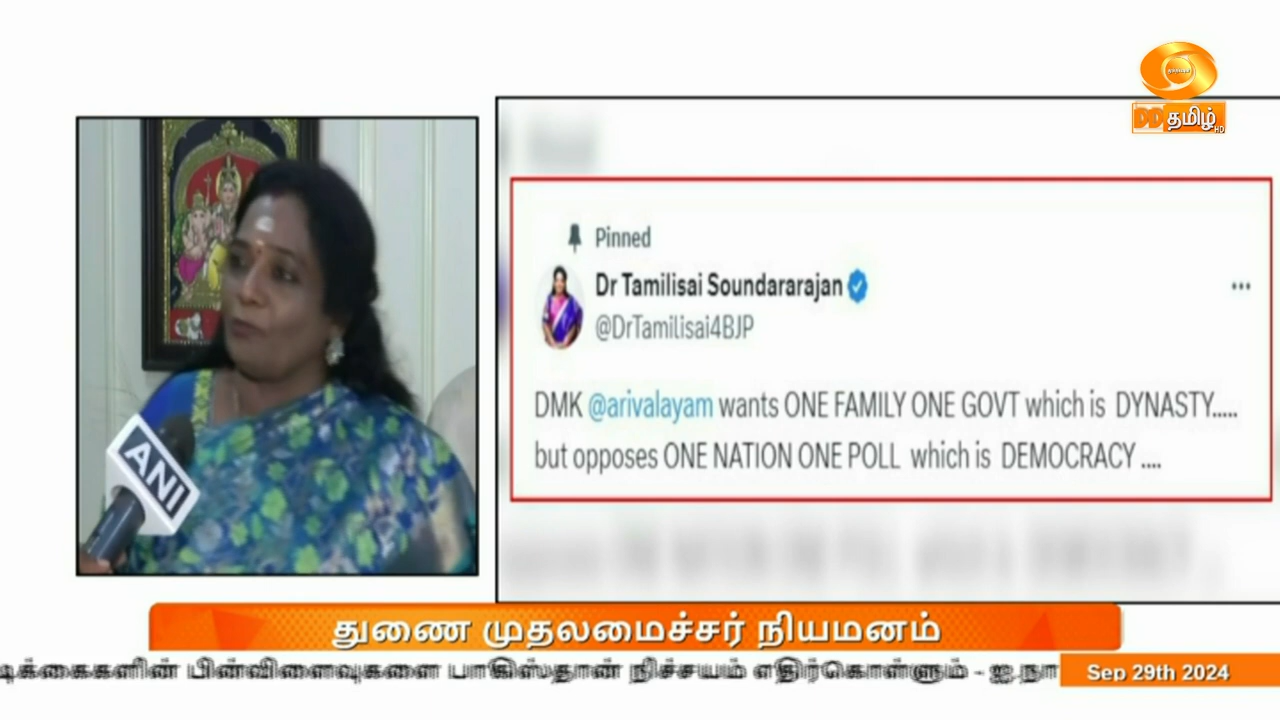 DD தமிழ் HD
Pinned
Dr Tamilisai Soundararajan
@DrTamilisai4BJP
DMK @arivalayam wants ONE FAMILY ONE GOVT which is DYNASTY.....
but opposes ONE NATION ONE POLL which is DEMOCRACY ....
ANI
துணை முதலமைச்சர் நியமனம்
பின்விளைவுகளை பாகிஸ்தான் நிச்சயம் எதிர்கொள்ளும் - ஐ.நா
Sep 29th 2024